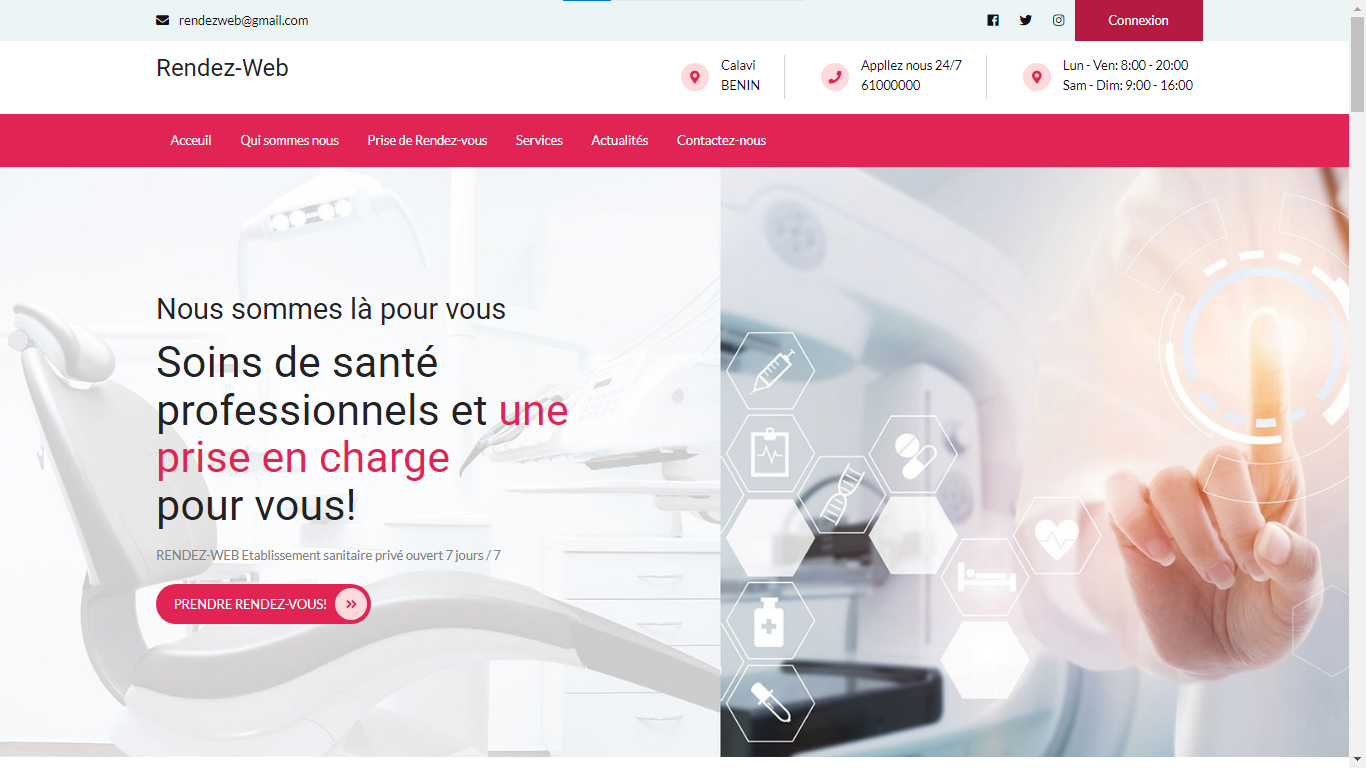 rendezweb@gmail.com
Connexion
Rendez-Web
Calavi
BENIN
Appllez nous 24/7
61000000
Lun - Ven: 8:00 - 20:00
Sam - Dim: 9:00 - 16:00
Acceuil
Qui sommes nous
Prise de Rendez-vous
Services
Actualités
Contactez-nous
Nous sommes là pour vous
Soins de santé
professionnels et une
prise en charge
pour vous!
RENDEZ-WEB Etablissement sanitaire privé ouvert 7 jours / 7
PRENDRE RENDEZ-VOUS!